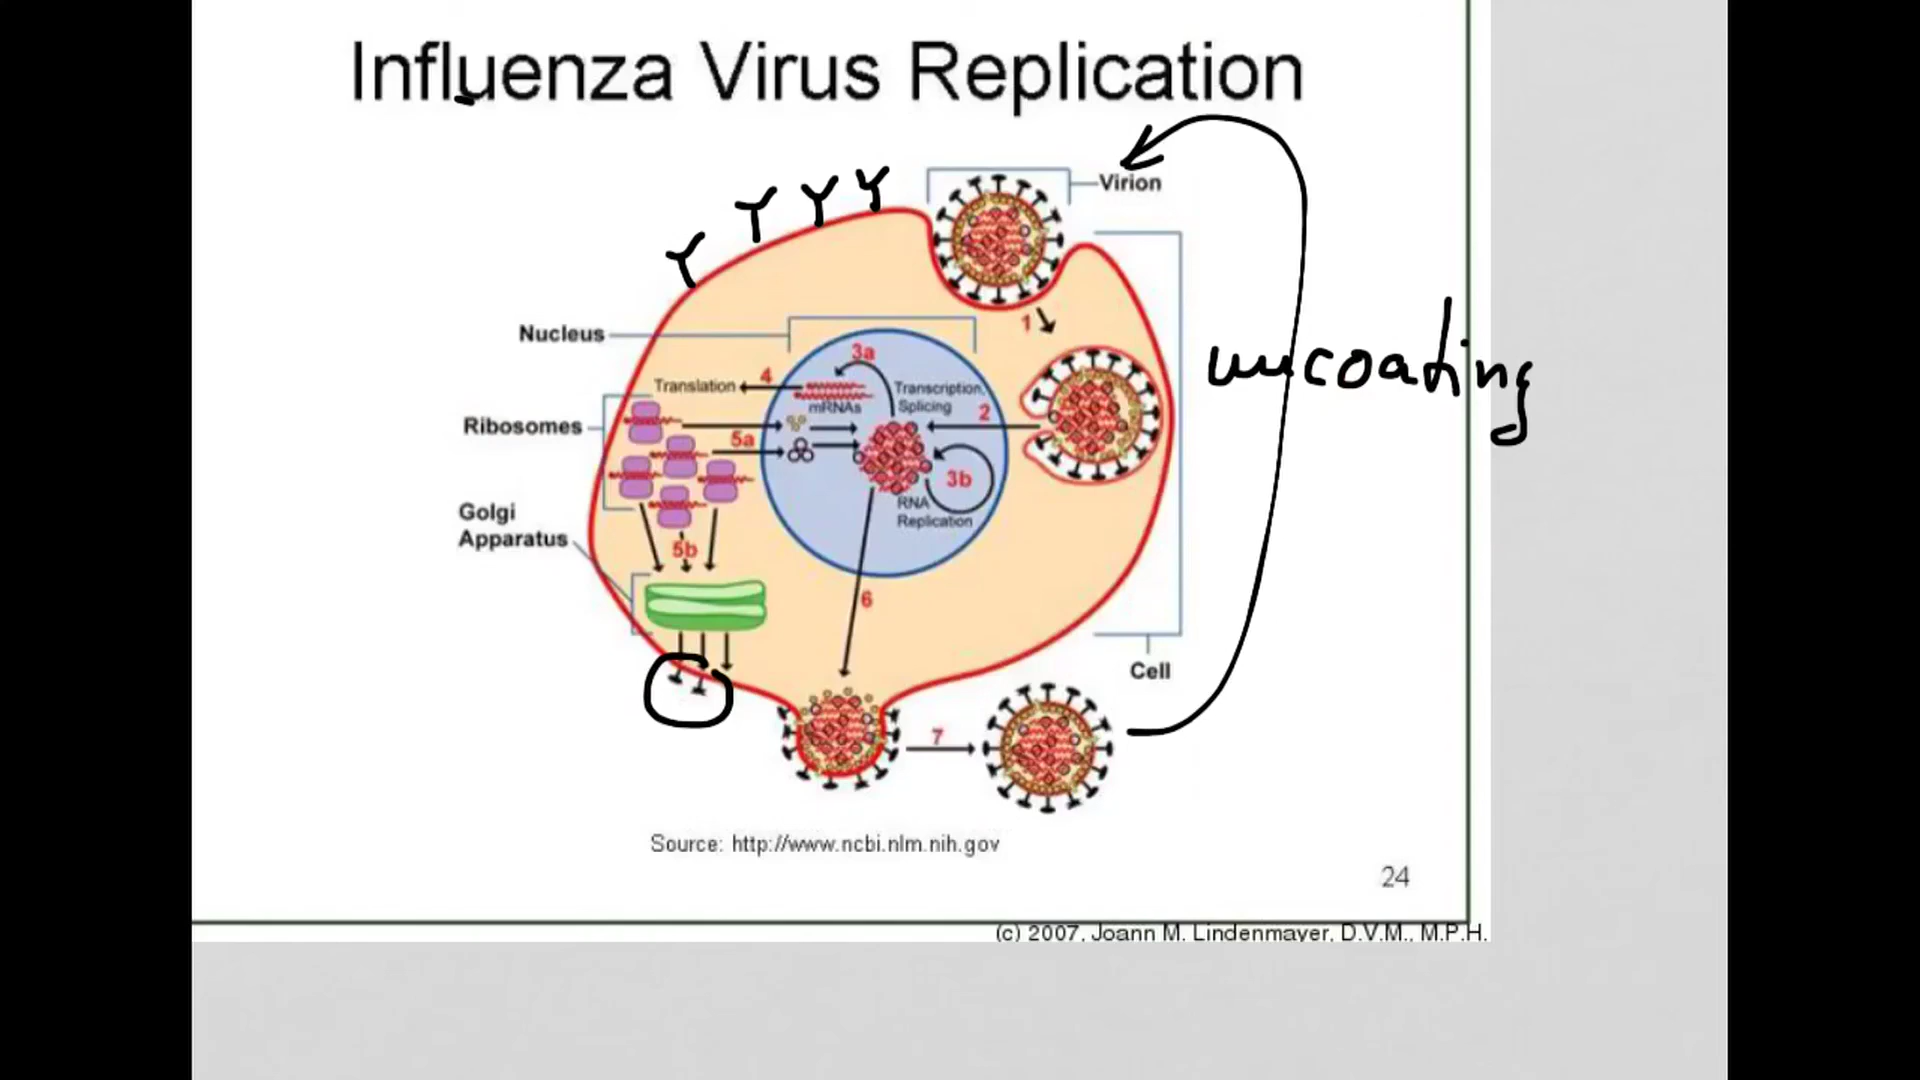 Influenza Virus Replication
Virion
1
uncoating
Nucleus
3a
4
Translation
mRNAs
Transcription,
Splicing
2
Ribosomes
5a
3b
RNA
Replication
Golgi
Apparatus
5b
6
Cell
7
Source: http://www.ncbi.nlm.nih.gov
24
(c) 2007, Joann M. Lindenmayer, D.V.M., M.P.H.